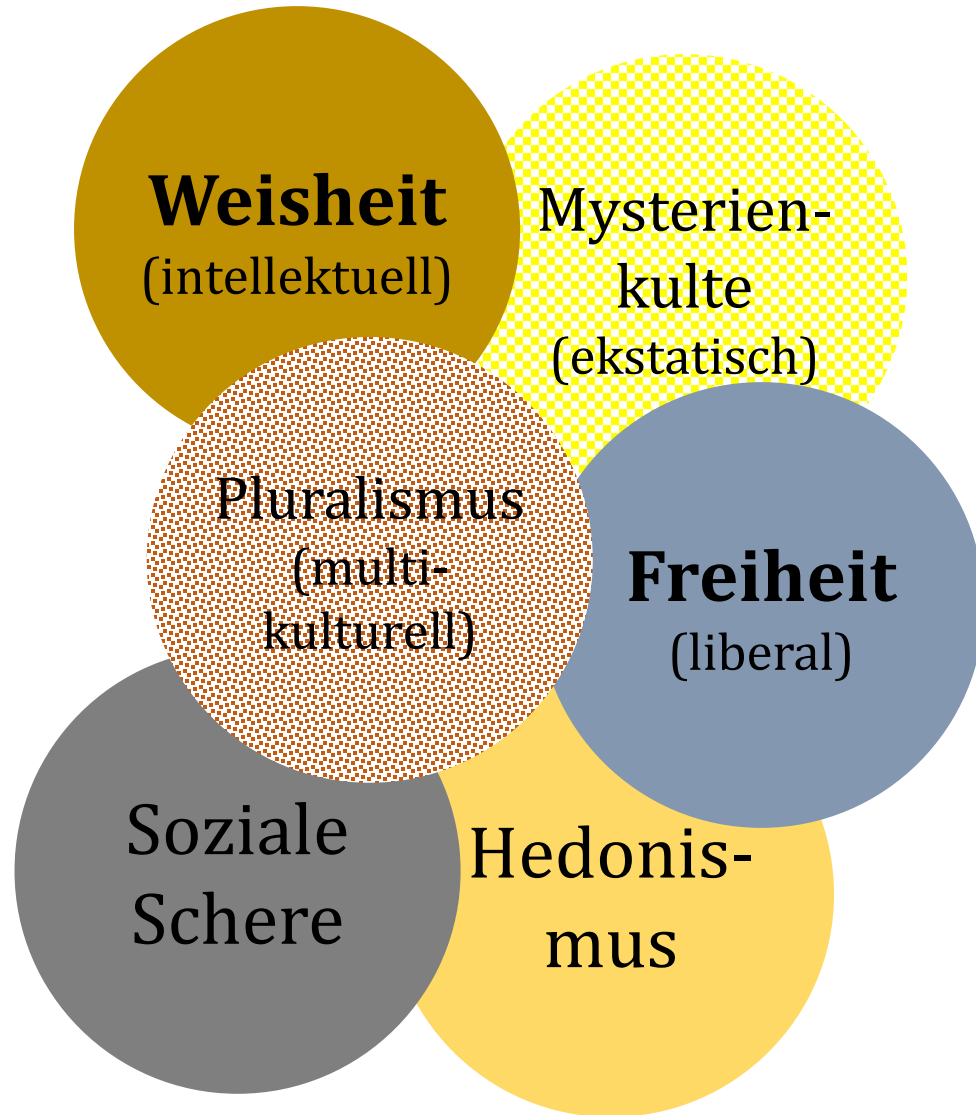 Weisheit
(intellektuell)
Mysterien-
kulte
(ekstatisch)
Pluralismus
(multi-
kulturell)
Freiheit
(liberal)
Soziale
Schere
Hedonis-
mus